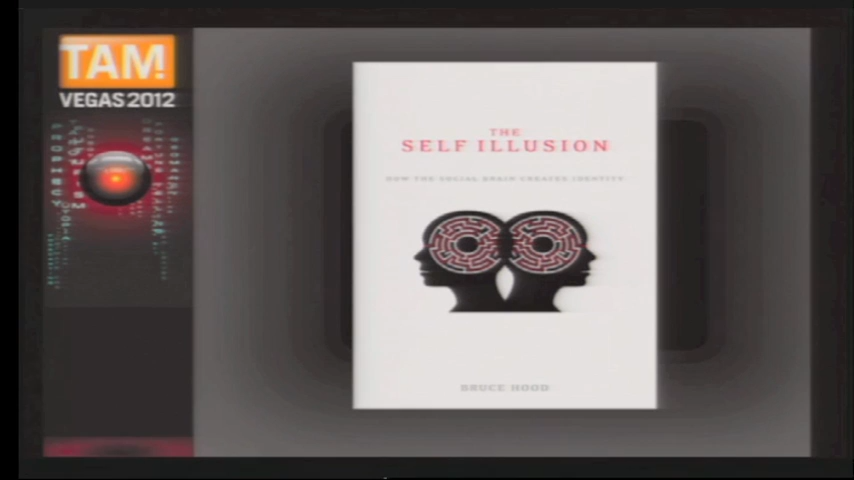 TAM!
VEGAS 2012
THE
SELF ILLUSION
HOW THE SOCIAL BRAIN CREATES IDENTITY
BRUCE HOOD